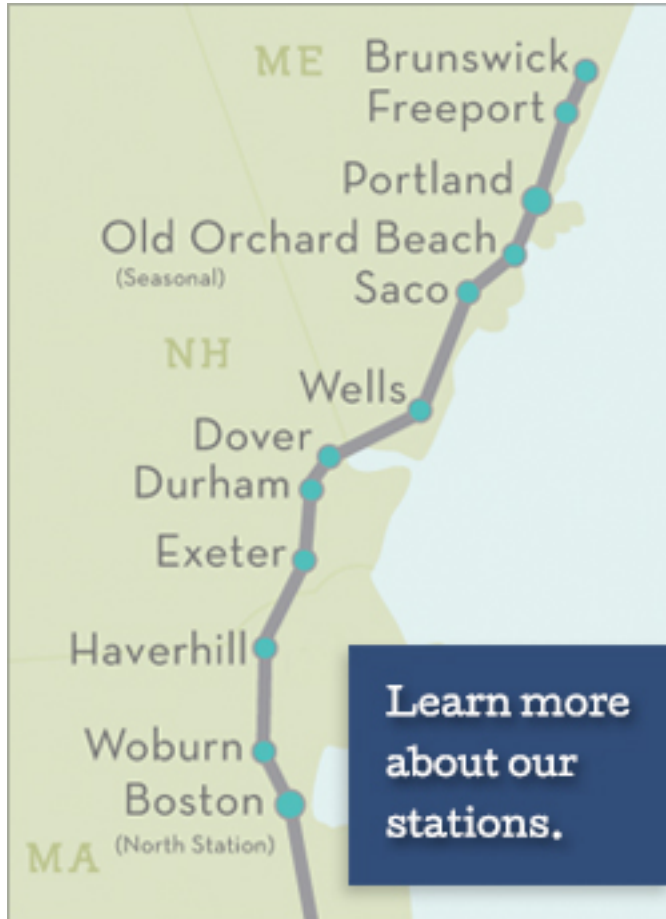 ME
Brunswick
Freeport
Portland
Old Orchard Beach
(Seasonal)
Saco
NH
Wells
Dover
Durham
Exeter
Haverhill
Woburn
Boston
(North Station)
MA
Learn more
about our
stations.